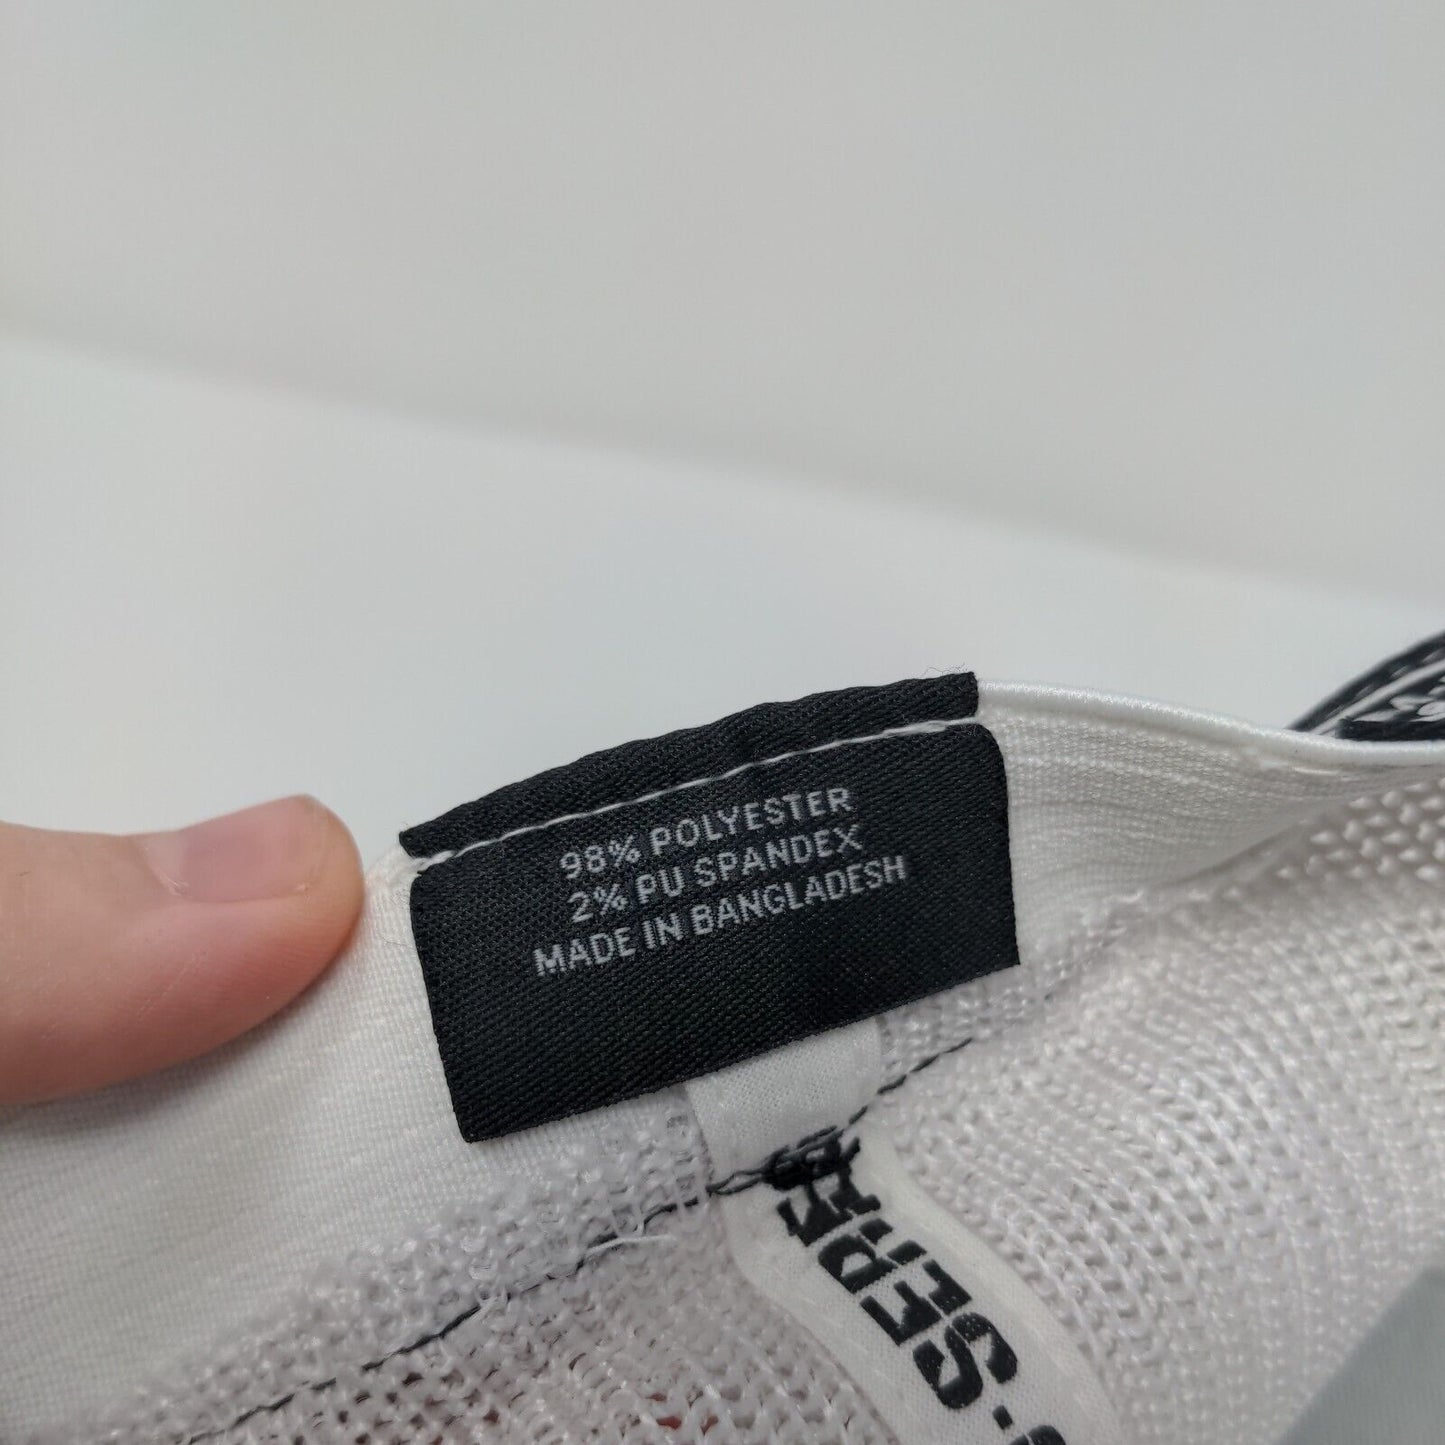 98% POLYESTER
2% PU SPANDEX
MADE IN BANGLADESH